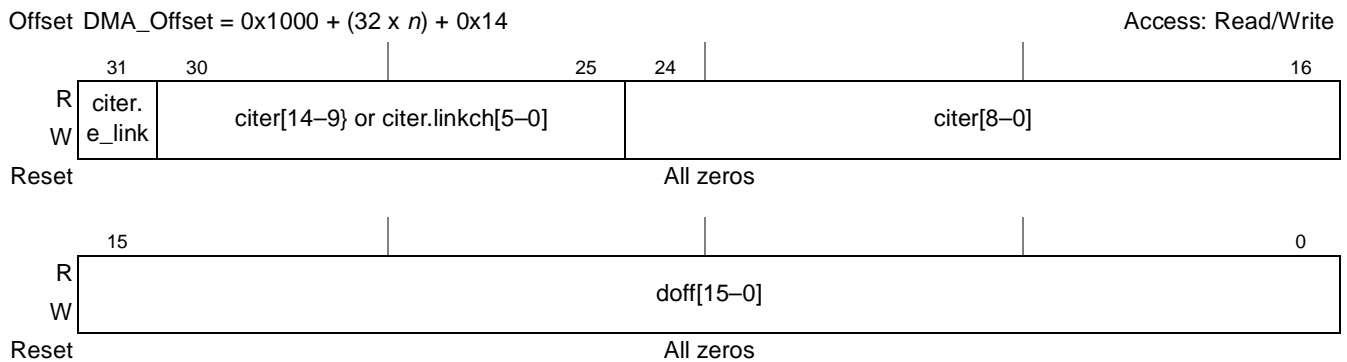 Offset DMA_Offset = 0x1000 + (32 x n) + 0x14 Access: Read/Write
31 30 25 24 16
R
W
citer.
e_link
citer[14–9} or citer.linkch[5–0]
citer[8–0]
Reset All zeros
15 0
R
W
doff[15–0]
Reset All zeros